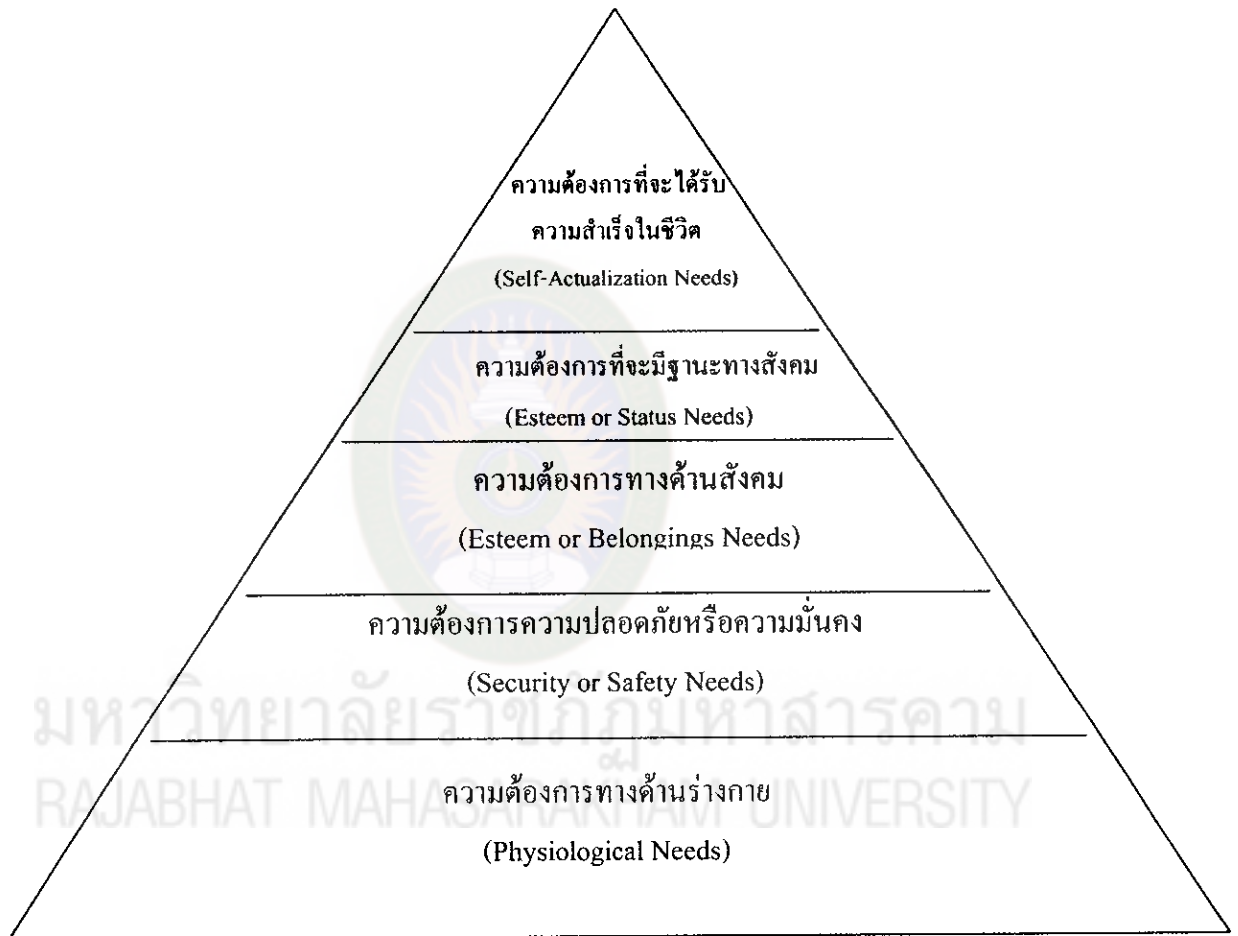 ความต้องการที่จะได้รับ
ความสำเร็จในชีวิต
(Self-Actualization Needs)
ความต้องการที่จะมีฐานะทางสังคม
(Esteem or Status Needs)
ความต้องการทางด้านสังคม
(Esteem or Belongings Needs)
ความต้องการความปลอดภัยหรือความมั่นคง
(Security or Safety Needs)
มหาวิทยาลัยราชภัฏมหาสารคาม
RAJABHAT MAHASARAKHAM UNIVERSITY
ความต้องการทางด้านร่างกาย
(Physiological Needs)